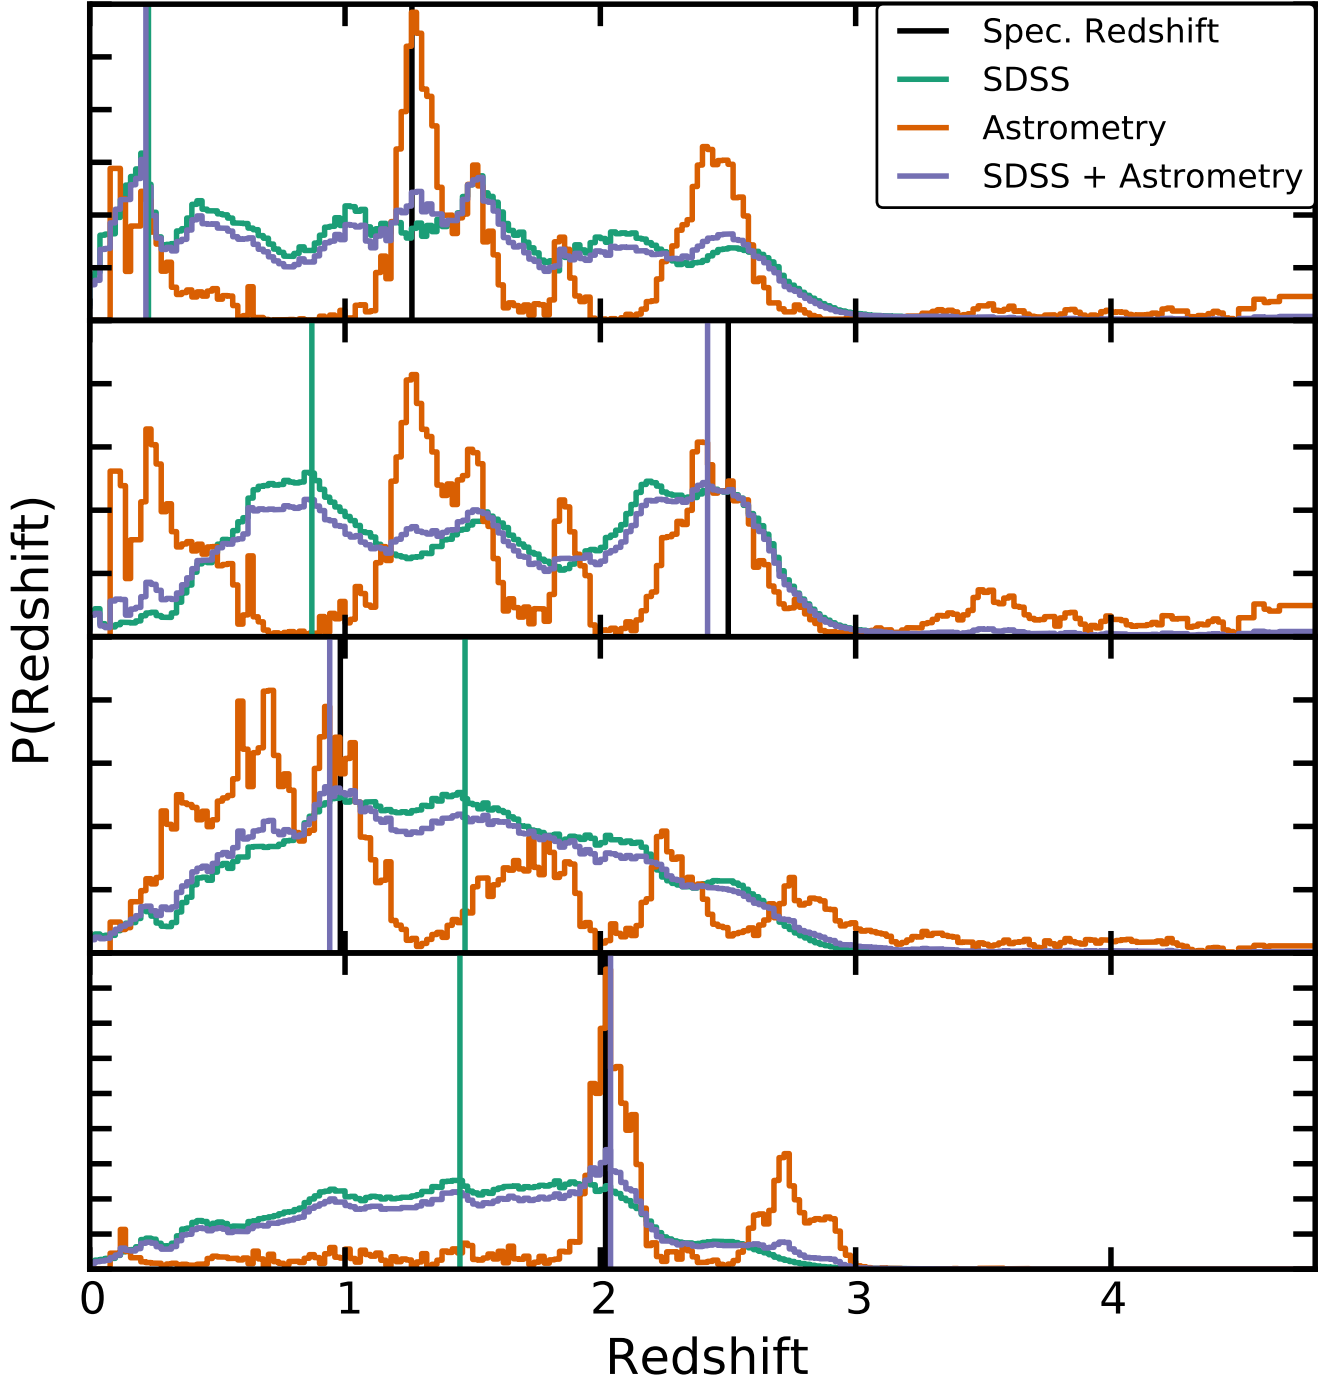 Spec. Redshift
SDSS
Astrometry
SDSS + Astrometry
P(Redshift)
0 1 2 3 4
Redshift